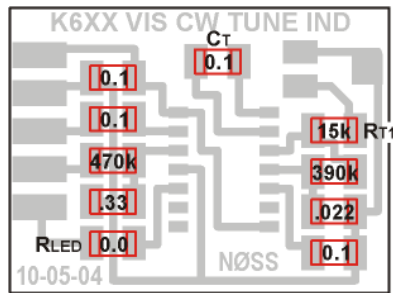 K6XX VIS CW TUNE IND
CT
0.1
0.1
0.1
15k RT1
470k
390k
.33
.022
RLED 0.0
0.1
10-05-04
NØSS